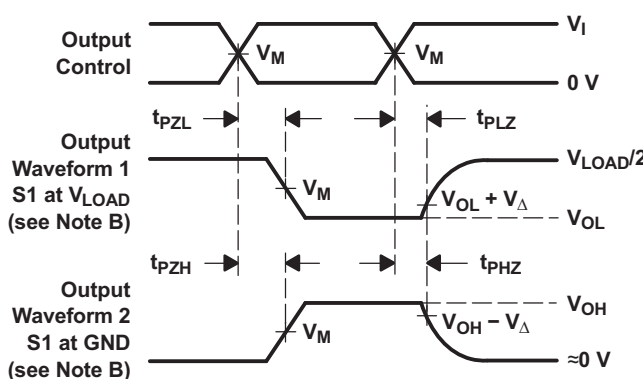 Output
Control
V_I
V_M
V_M
0 V
t_PZL
t_PLZ
Output
Waveform 1
S1 at V_LOAD
(see Note B)
V_LOAD/2
V_M
V_OL + V_Δ
V_OL
t_PZH
t_PHZ
Output
Waveform 2
S1 at GND
(see Note B)
V_OH
V_OH − V_Δ
V_M
≈0 V